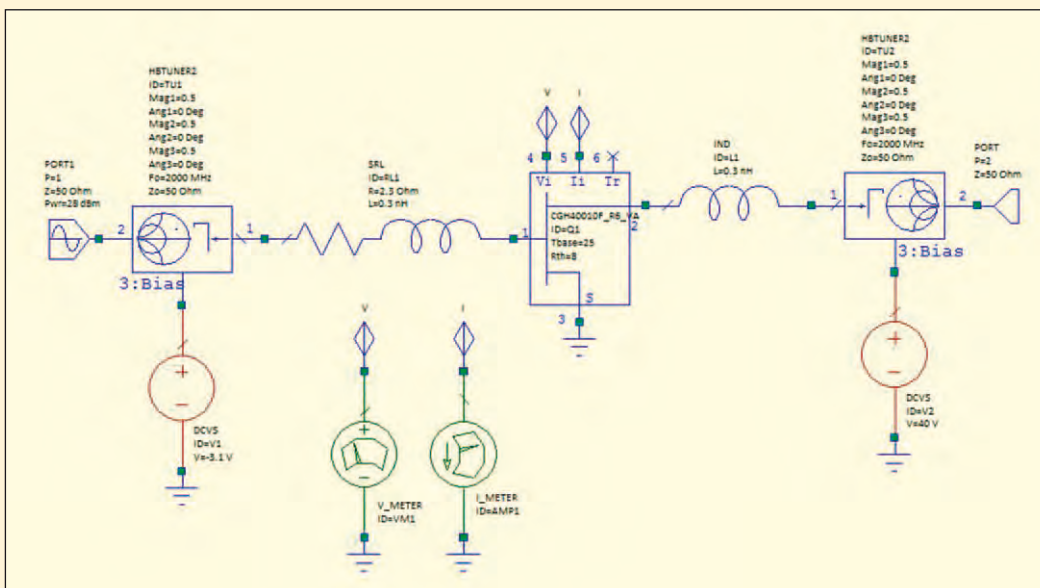 HBTUNER2
ID=TU1
Mag1=0.5
Ang1=0 Deg
Mag2=0.5
Ang2=0 Deg
Mag3=0.5
Ang3=0 Deg
Fo=2000 MHz
Zo=50 Ohm
PORT1
P=1
Z=50 Ohm
Pwr=28 dBm
2
1
3:Bias
DCVS
ID=V1
V=-3.1 V
SRL
ID=RL1
R=2.3 Ohm
L=0.3 nH
V
I
4
5
6
Vi
Ii
Tr
CGH40010F_R6_VA
ID=Q1
Tbase=25
Rth=8
1
2
S
3
IND
ID=L1
L=0.3 nH
HBTUNER2
ID=TU2
Mag1=0.5
Ang1=0 Deg
Mag2=0.5
Ang2=0 Deg
Mag3=0.5
Ang3=0 Deg
Fo=2000 MHz
Zo=50 Ohm
PORT
P=2
Z=50 Ohm
1
2
3:Bias
DCVS
ID=V2
V=40 V
V
I
V_METER
ID=VM1
I_METER
ID=AMP1